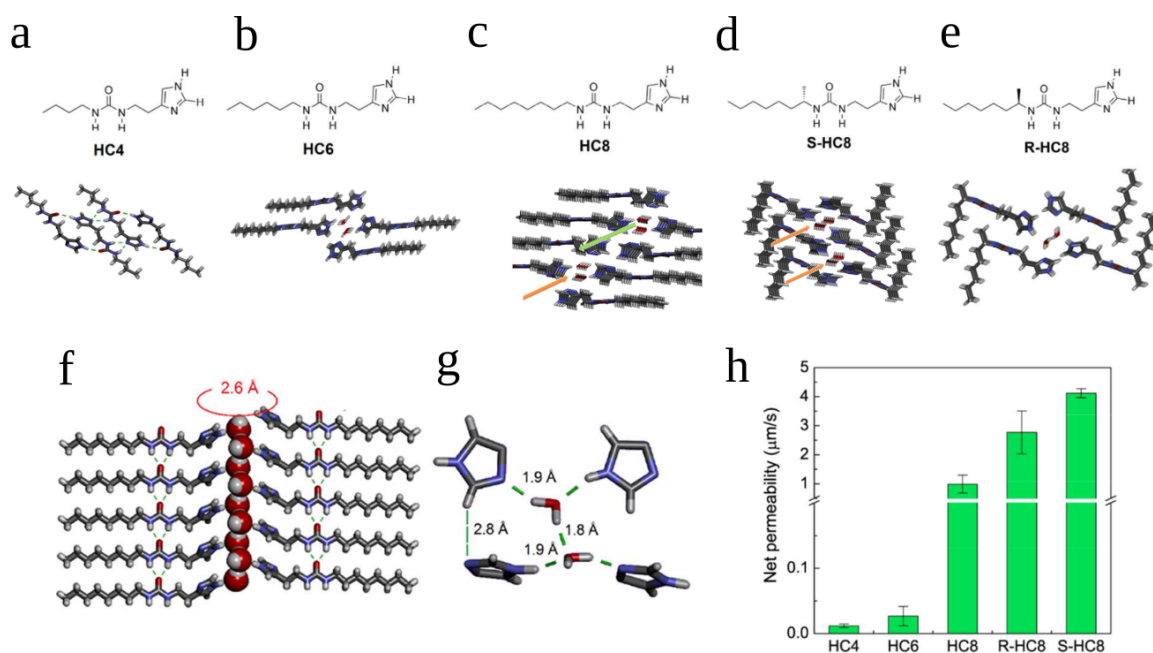 a
b
c
d
e
H
N
H
N
O
N
N
H
H
HC4
H
N
H
N
O
N
N
H
H
HC6
H
N
H
N
O
N
N
H
H
HC8
H
N
H
N
O
N
N
H
H
S-HC8
H
N
H
N
O
N
N
H
H
R-HC8
f
g
h
2.6 Å
1.9 Å
2.8 Å
1.8 Å
1.9 Å
Net permeability (µm/s)
5
4
3
2
1
0.1
0.0
HC4 HC6 HC8 R-HC8 S-HC8